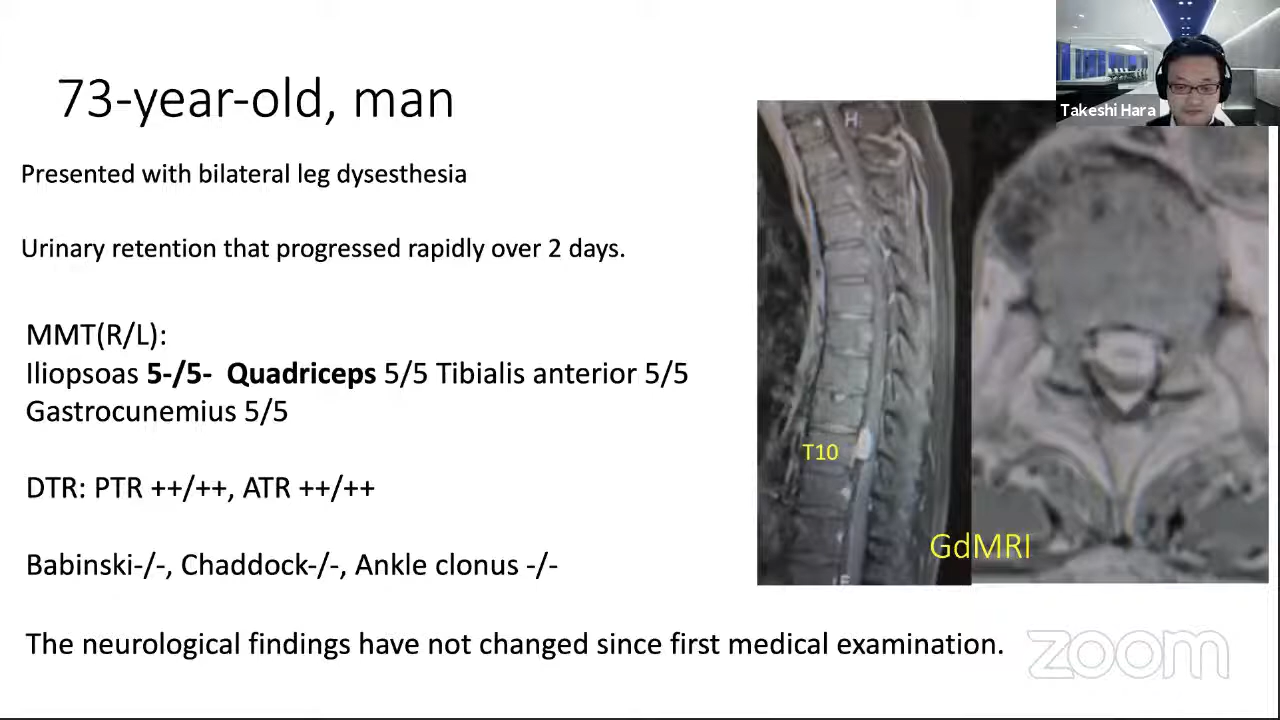 73-year-old, man
Takeshi Hara
Presented with bilateral leg dysesthesia
Urinary retention that progressed rapidly over 2 days.
MMT(R/L):
Iliopsoas 5-/5- Quadriceps 5/5 Tibialis anterior 5/5
Gastrocunemius 5/5
DTR: PTR ++/++, ATR ++/++
Babinski-/-, Chaddock-/-, Ankle clonus -/-
The neurological findings have not changed since first medical examination.
H
T10
GdMRI
F
zoom